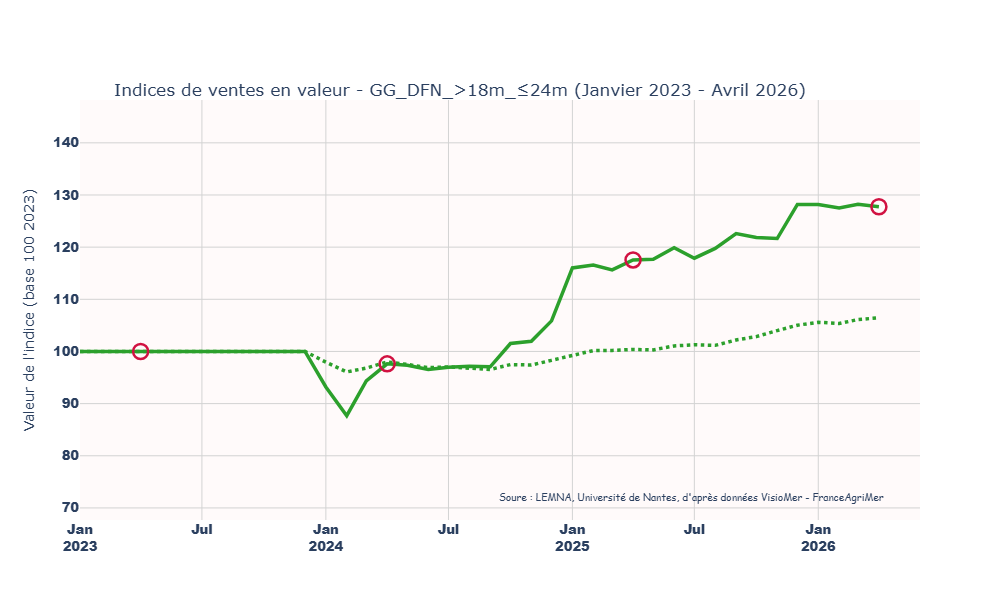 Indices de ventes en valeur - GG_DFN_>18m_≤24m (Janvier 2023 - Avril 2026)
Valeur de l'indice (base 100 2023)
140
130
120
110
100
90
80
70
Soure : LEMNA, Université de Nantes, d'après données VisioMer - FranceAgriMer
Jan
2023
Jul
Jan
2024
Jul
Jan
2025
Jul
Jan
2026